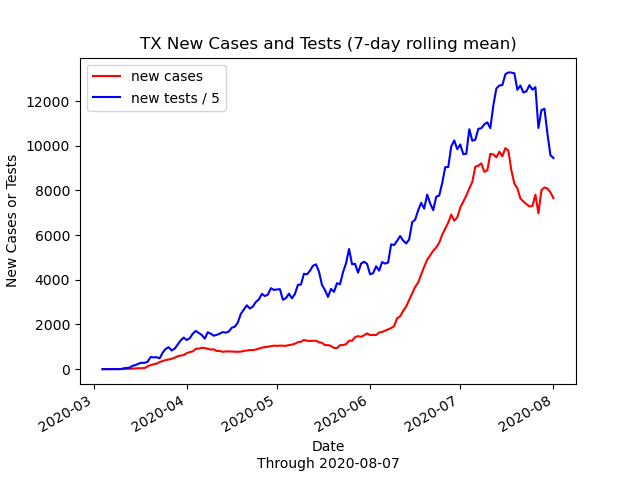 TX New Cases and Tests (7-day rolling mean)
new cases
new tests / 5
12000
10000
8000
6000
4000
2000
0
New Cases or Tests
2020-03
2020-04
2020-05
2020-06
2020-07
2020-08
Date
Through 2020-08-07